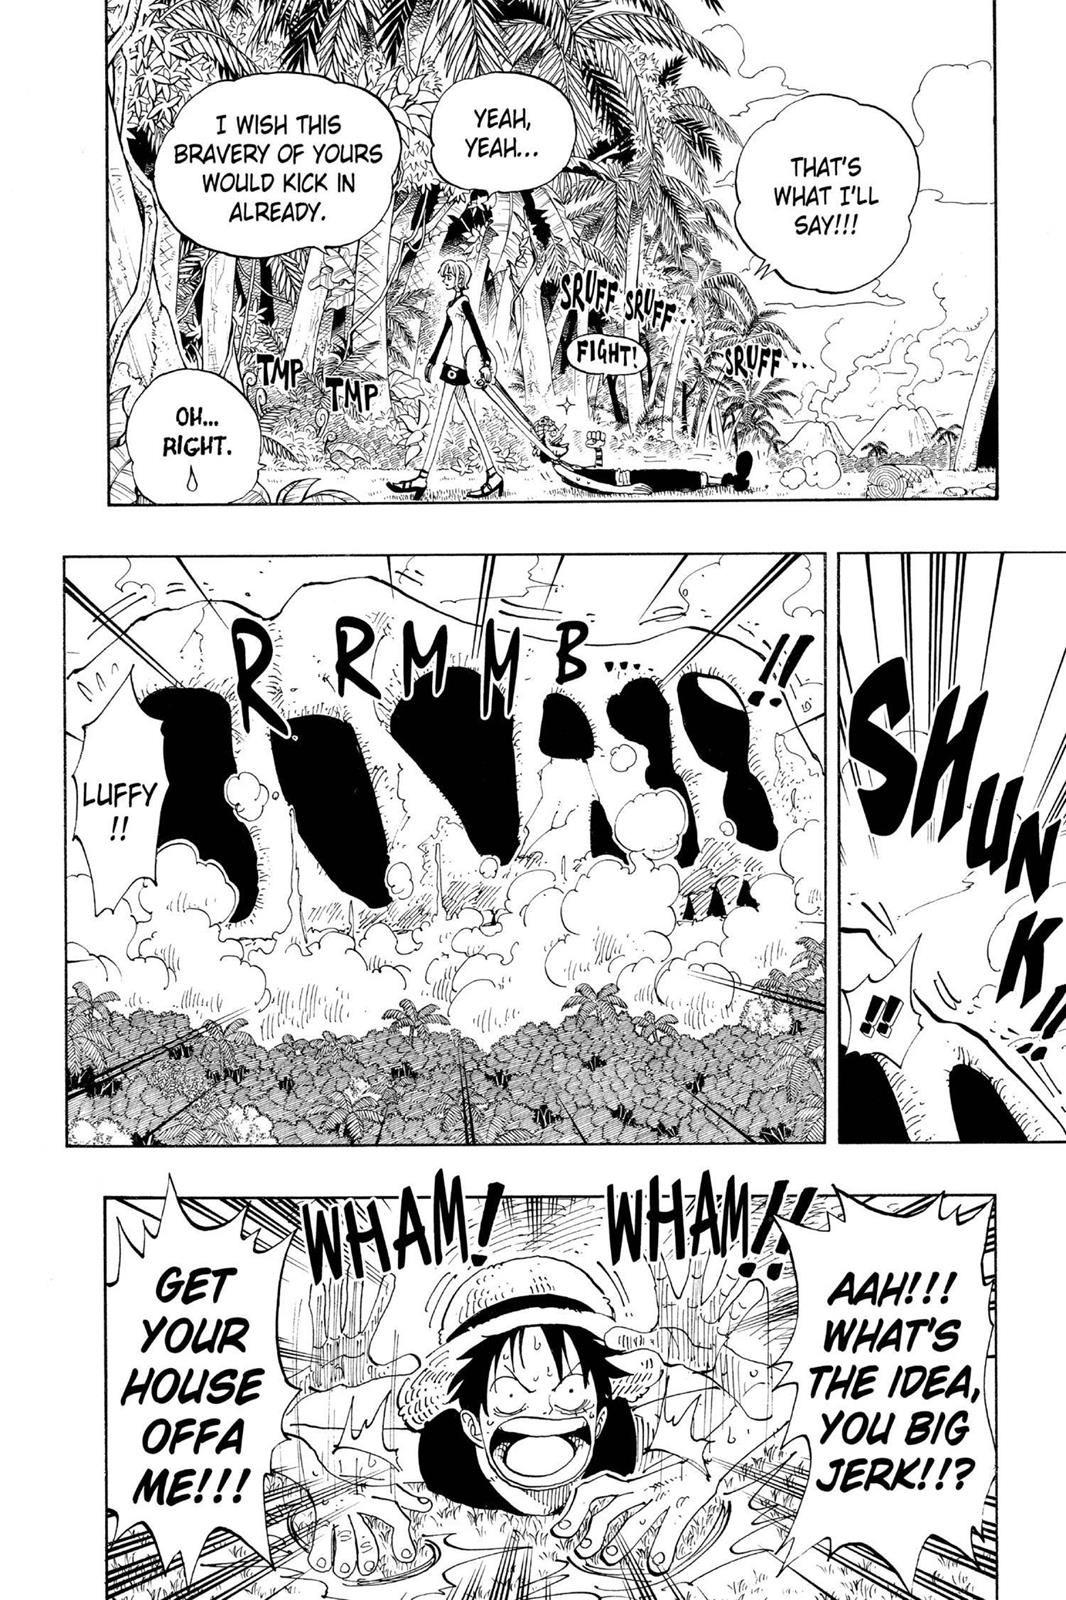 THAT'S
WHAT I'LL
SAY!!!
YEAH,
YEAH...
I WISH THIS
BRAVERY OF YOURS
WOULD KICK IN
ALREADY.
SRUFF SRUFF...
SRUFF...
FIGHT!
TMP
TMP
OH...
RIGHT.
SHUNK!!
!!
RRMMB...!!
LUFFY
!!
WHAM! WHAM!!
AAH!!!
WHAT'S
THE IDEA,
YOU BIG
JERK!!?
GET
YOUR
HOUSE
OFFA
ME!!!